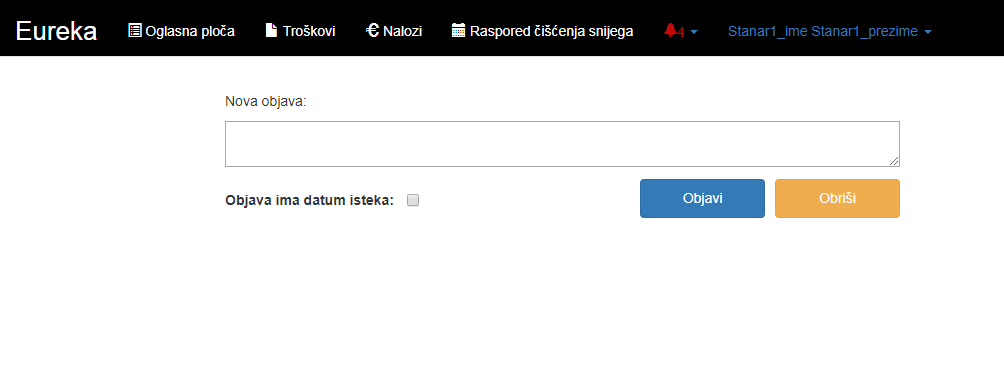 Eureka Oglasna ploča Troškovi Nalozi Raspored čišćenja snijega 4 Stanar1_ime Stanar1_prezime
Nova objava:
Objava ima datum isteka: Objavi Obriši